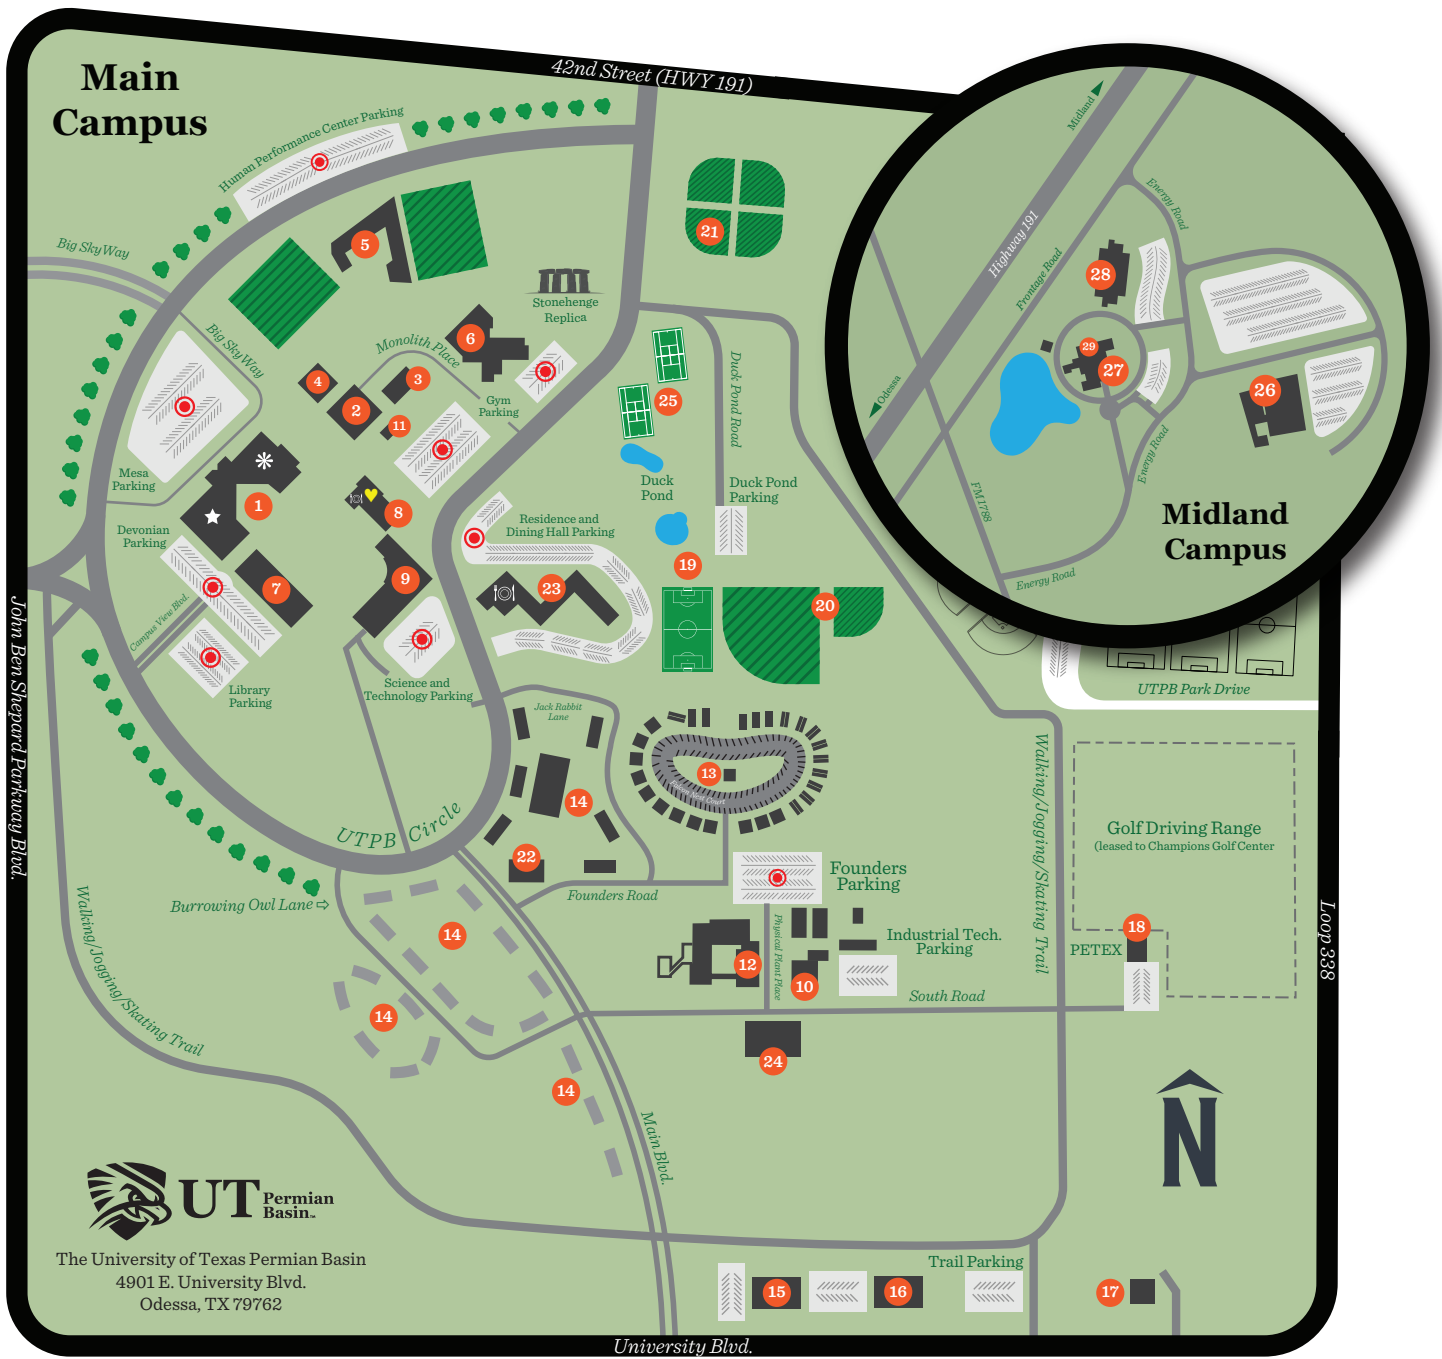 Main
Campus
42nd Street (HWY 191)
Human Performance Center Parking
Big Sky Way
Big Sky Way
5
21
Stonehenge
Replica
Monolith Place
6
4
3
2
11
Gym
Parking
25
Duck Pond Road
Mesa
Parking
1
8
Duck
Pond
Duck Pond
Parking
Devonian
Parking
Residence and
Dining Hall Parking
7
9
23
19
20
Campus View Blvd.
Library
Parking
Science and
Technology Parking
Jack Rabbit
Lane
13
Falcon Nest Court
14
22
UTPB Circle
Founders Road
Founders
Parking
Burrowing Owl Lane ⇨
14
14
14
12
Physical Plant Place
10
Industrial Tech.
Parking
South Road
24
Main Blvd.
John Ben Shepard Parkway Blvd.
Walking/Jogging/Skating Trail
Walking/Jogging/Skating Trail
Midland
Highway 191
Frontage Road
Energy Road
28
29
27
26
Odessa
FM1788
Energy Road
Energy Road
Midland
Campus
UTPB Park Drive
Golf Driving Range
(leased to Champions Golf Center
18
PETEX
Loop 338
N
UT Permian
Basin™
The University of Texas Permian Basin
4901 E. University Blvd.
Odessa, TX 79762
Trail Parking
15
16
17
University Blvd.